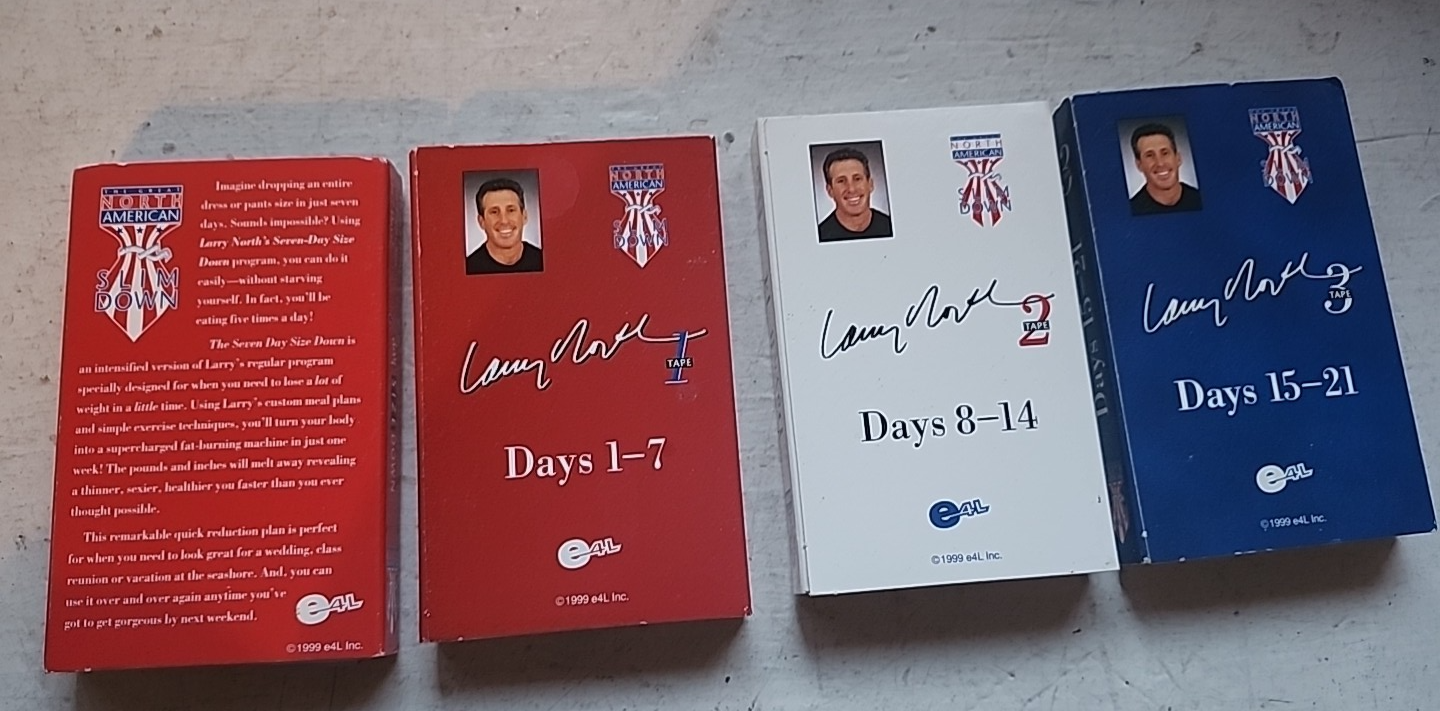 THE GREAT
NORTH
AMERICAN
SLIM
DOWN
Imagine dropping an entire
dress or pants size in just seven
days. Sounds impossible? Using
Larry North's Seven-Day Size
Down program, you can do it
easily—without starving
yourself. In fact, you'll be
eating five times a day!
The Seven Day Size Down is
an intensified version of Larry's regular program
specially designed for when you need to lose a lot of
weight in a little time. Using Larry's custom meal plans
and simple exercise techniques, you'll turn your body
into a supercharged fat-burning machine in just one
week! The pounds and inches will melt away revealing
a thinner, sexier, healthier you faster than you ever
thought possible.
This remarkable quick reduction plan is perfect
for when you need to look great for a wedding, class
reunion or vacation at the seashore. And, you can
use it over and over again anytime you've
got to get gorgeous by next weekend.
e4L
©1999 e4L Inc.
THE GREAT
NORTH
AMERICAN
SLIM
DOWN
Larry North
1
TAPE
Days 1–7
e4L
©1999 e4L Inc.
NORTH
AMERICAN
SLIM
DOWN
Larry North
2
TAPE
Days 8–14
e4L
©1999 e4L Inc.
Days 15–21
NORTH
AMERICAN
SLIM
DOWN
Larry North
3
TAPE
Days 15–21
e4L
©1999 e4L Inc.